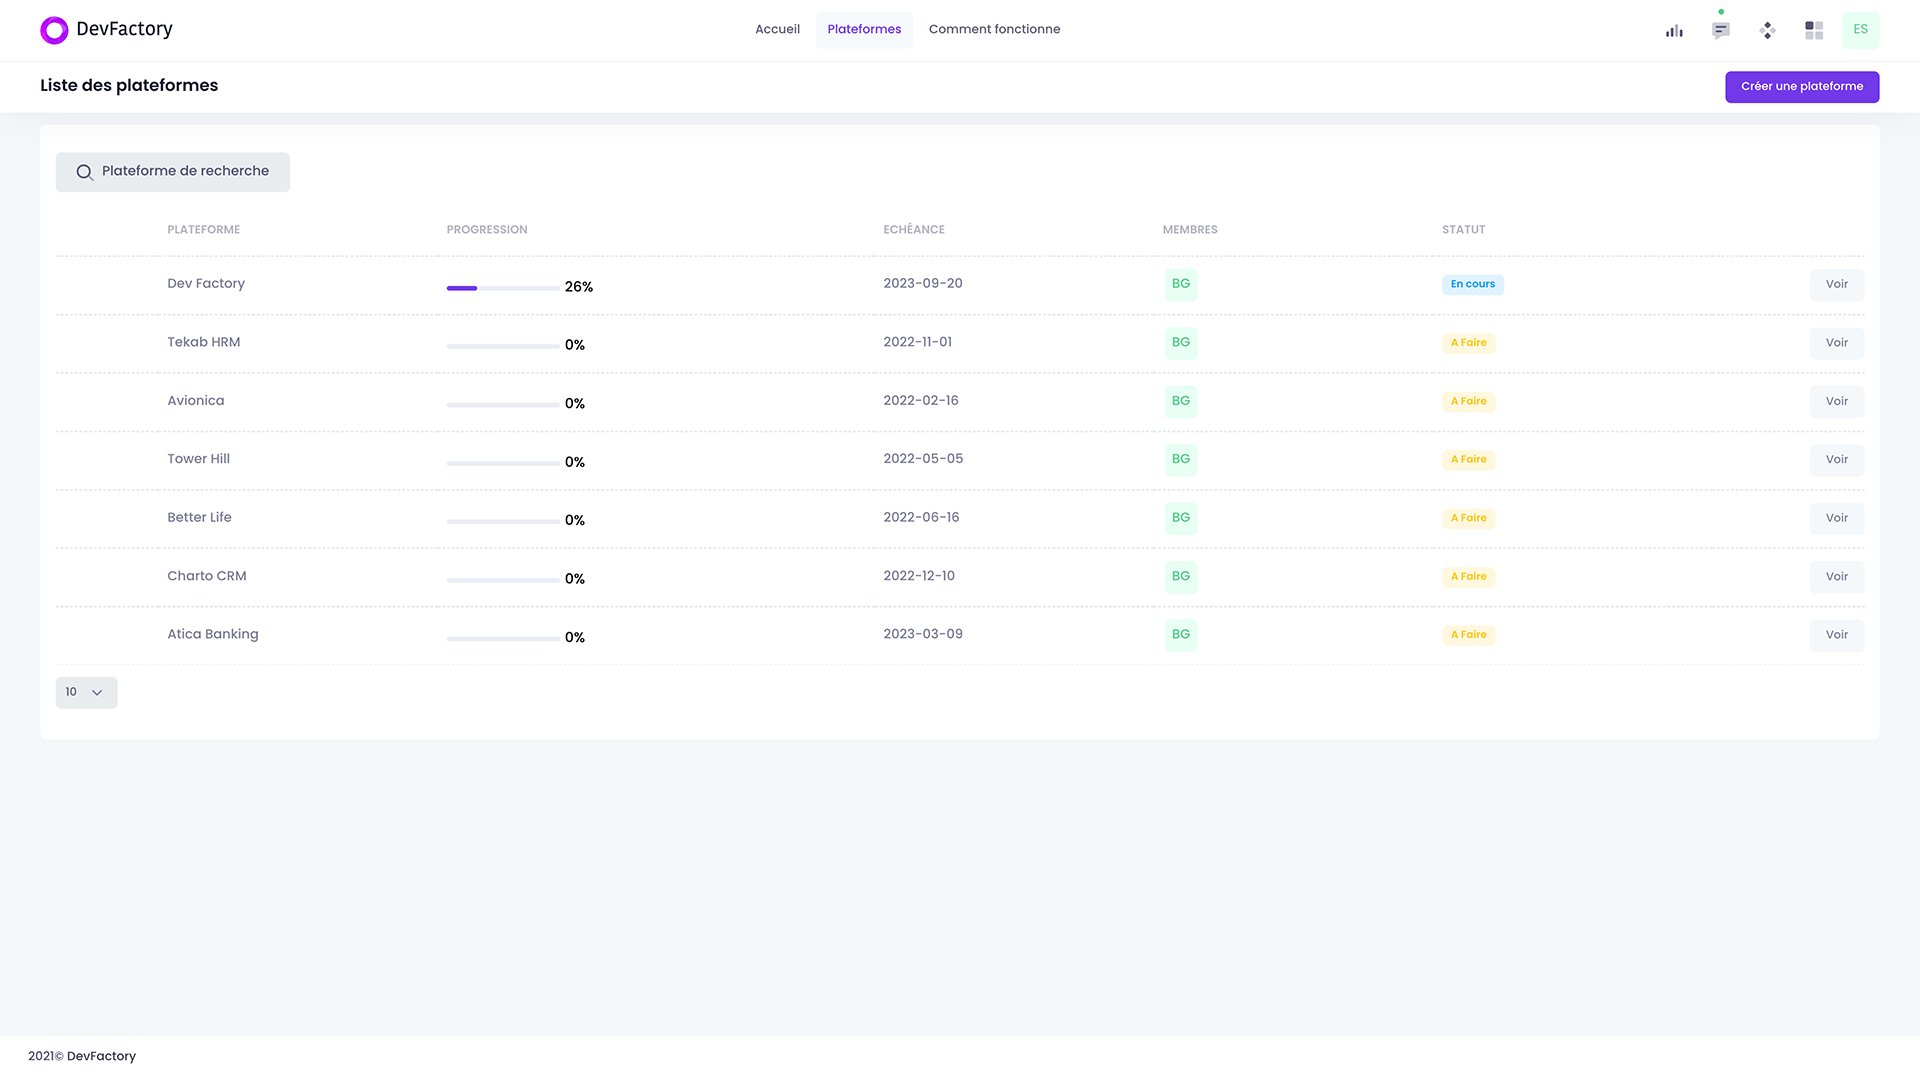 DevFactory
Accueil Plateformes Comment fonctionne
ES
Liste des plateformes
Créer une plateforme
Plateforme de recherche
PLATEFORME PROGRESSION ECHÉANCE MEMBRES STATUT
Dev Factory 26% 2023-09-20 BG En cours Voir
Tekab HRM 0% 2022-11-01 BG A Faire Voir
Avionica 0% 2022-02-16 BG A Faire Voir
Tower Hill 0% 2022-05-05 BG A Faire Voir
Better Life 0% 2022-06-16 BG A Faire Voir
Charto CRM 0% 2022-12-10 BG A Faire Voir
Atica Banking 0% 2023-03-09 BG A Faire Voir
10
2021© DevFactory